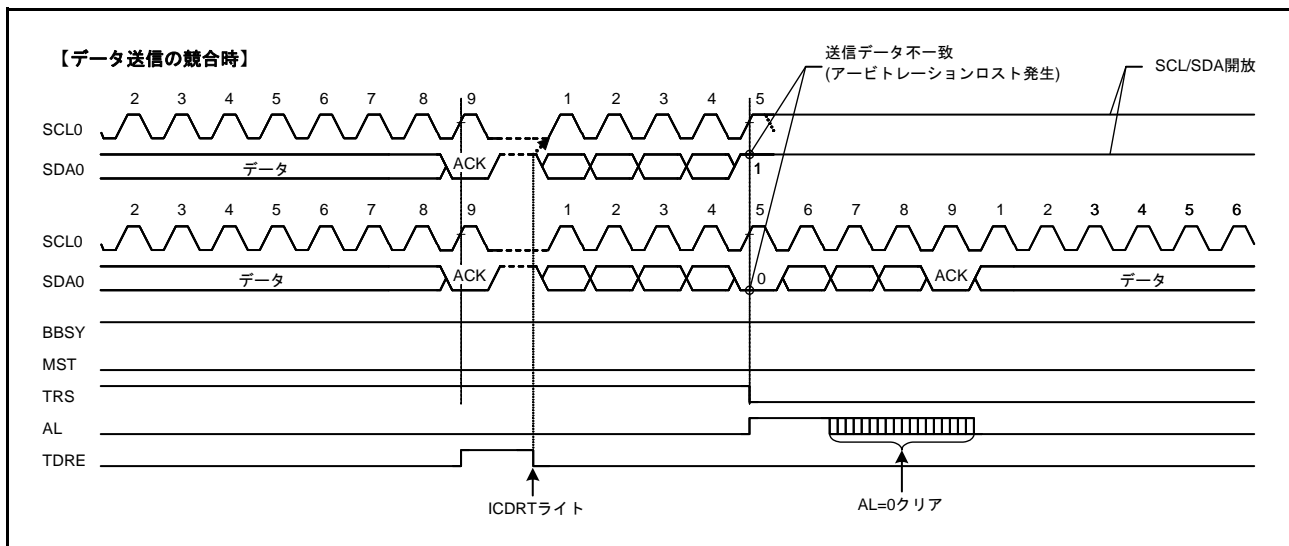 【データ送信の競合時】
送信データ不一致
(アービトレーションロスト発生)
SCL/SDA開放
2 3 4 5 6 7 8 9 1 2 3 4 5
SCL0
SDA0
データ
ACK
1
2 3 4 5 6 7 8 9 1 2 3 4 5 6 7 8 9 1 2 3 4 5 6
SCL0
SDA0
データ
ACK
0
ACK
データ
BBSY
MST
TRS
AL
TDRE
ICDRTライト
AL=0クリア